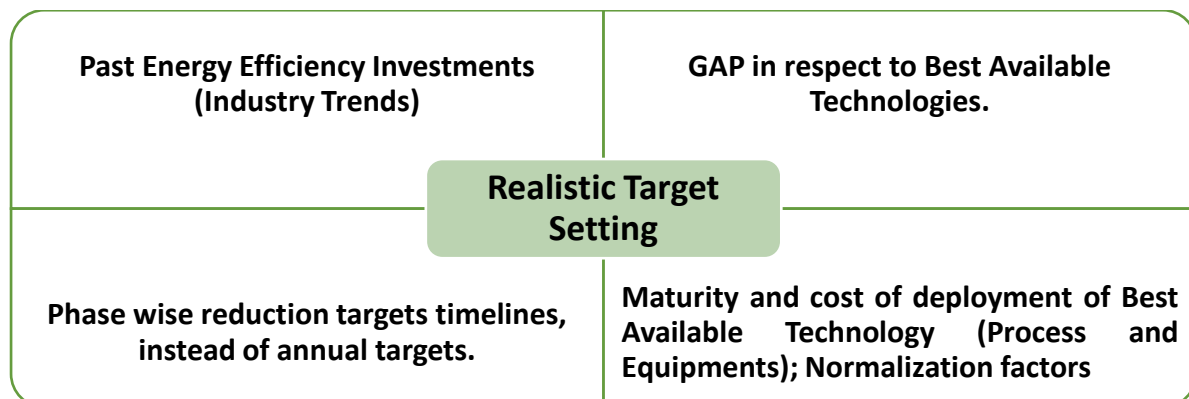 Past Energy Efficiency Investments
(Industry Trends)
GAP in respect to Best Available
Technologies.
Realistic Target
Setting
Phase wise reduction targets timelines,
instead of annual targets.
Maturity and cost of deployment of Best
Available Technology (Process and
Equipments); Normalization factors